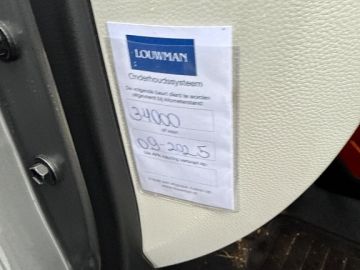 LOUWMAN
Onderhoudssysteem
De volgende beurt dient te worden
uitgevoerd bij kilometerstand:
34000
of voor
09-2025